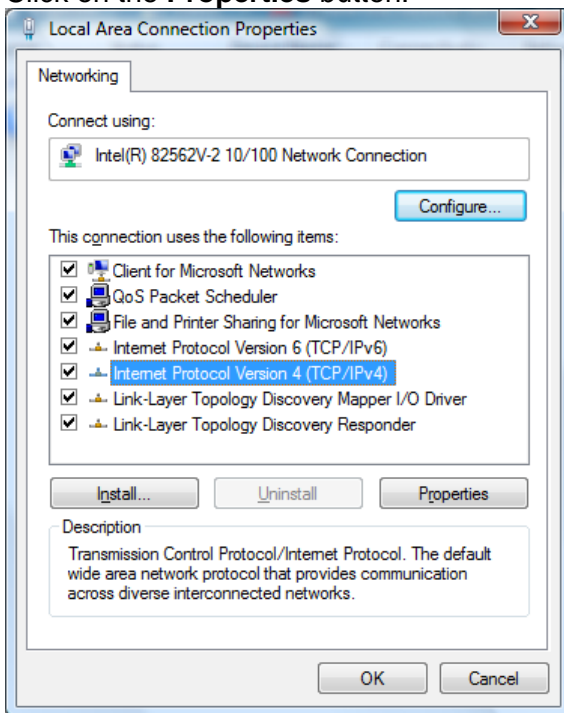 Click on the Properties button.
Local Area Connection Properties
Networking
Connect using:
Intel(R) 82562V-2 10/100 Network Connection
Configure...
This connection uses the following items:
Client for Microsoft Networks
QoS Packet Scheduler
File and Printer Sharing for Microsoft Networks
Internet Protocol Version 6 (TCP/IPv6)
Internet Protocol Version 4 (TCP/IPv4)
Link-Layer Topology Discovery Mapper I/O Driver
Link-Layer Topology Discovery Responder
Install... Uninstall Properties
Description
Transmission Control Protocol/Internet Protocol. The default
wide area network protocol that provides communication
across diverse interconnected networks.
OK Cancel